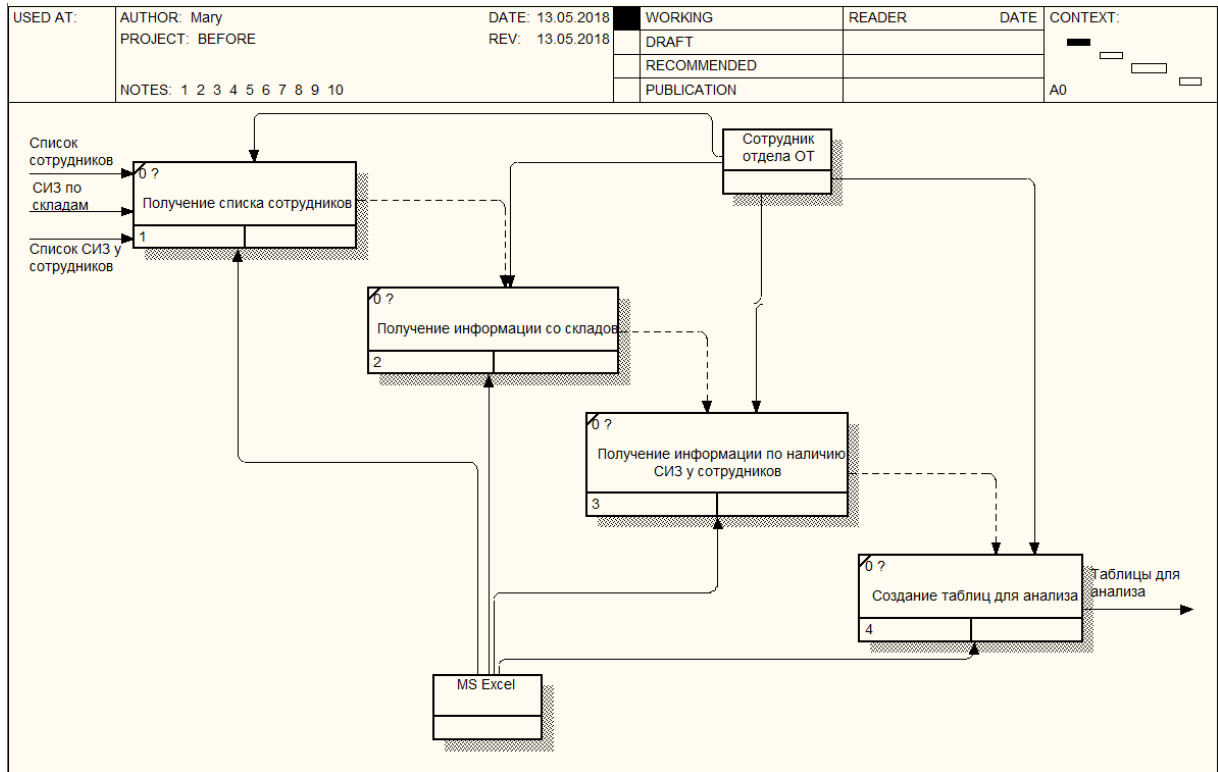 USED AT:
AUTHOR: Mary
DATE: 13.05.2018
WORKING
READER
DATE
CONTEXT:
PROJECT: BEFORE
REV: 13.05.2018
DRAFT
RECOMMENDED
NOTES: 1 2 3 4 5 6 7 8 9 10
PUBLICATION
A0
Список
сотрудников
СИЗ по
складам
Список СИЗ у
сотрудников
0 ?
Получение списка сотрудников
1
Сотрудник
отдела ОТ
0 ?
Получение информации со складов
2
0 ?
Получение информации по наличию
СИЗ у сотрудников
3
0 ?
Создание таблиц для анализа
4
Таблицы для
анализа
MS Excel